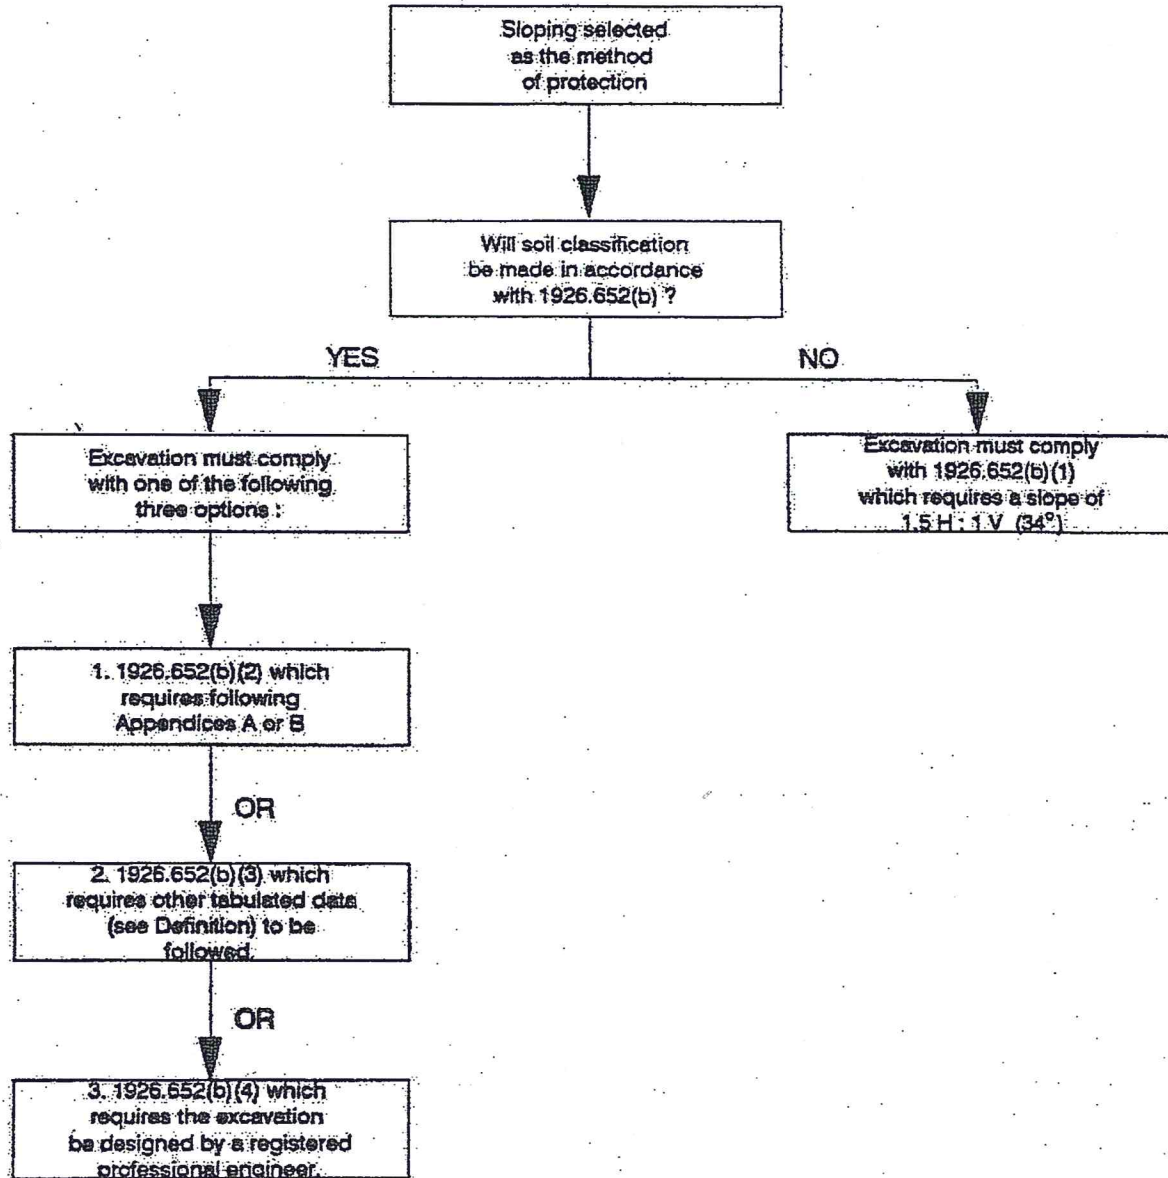 Sloping selected
as the method
of protection
Will soil classification
be made in accordance
with 1926.652(b) ?
YES
NO
Excavation must comply
with one of the following
three options :
Excavation must comply
with 1926.652(b)(1)
which requires a slope of
1.5 H : 1 V (34°)
1. 1926.652(b)(2) which
requires following
Appendices A or B
OR
2. 1926.652(b)(3) which
requires other tabulated data
(see Definition) to be
followed.
OR
3. 1926.652(b)(4) which
requires the excavation
be designed by a registered
professional engineer.